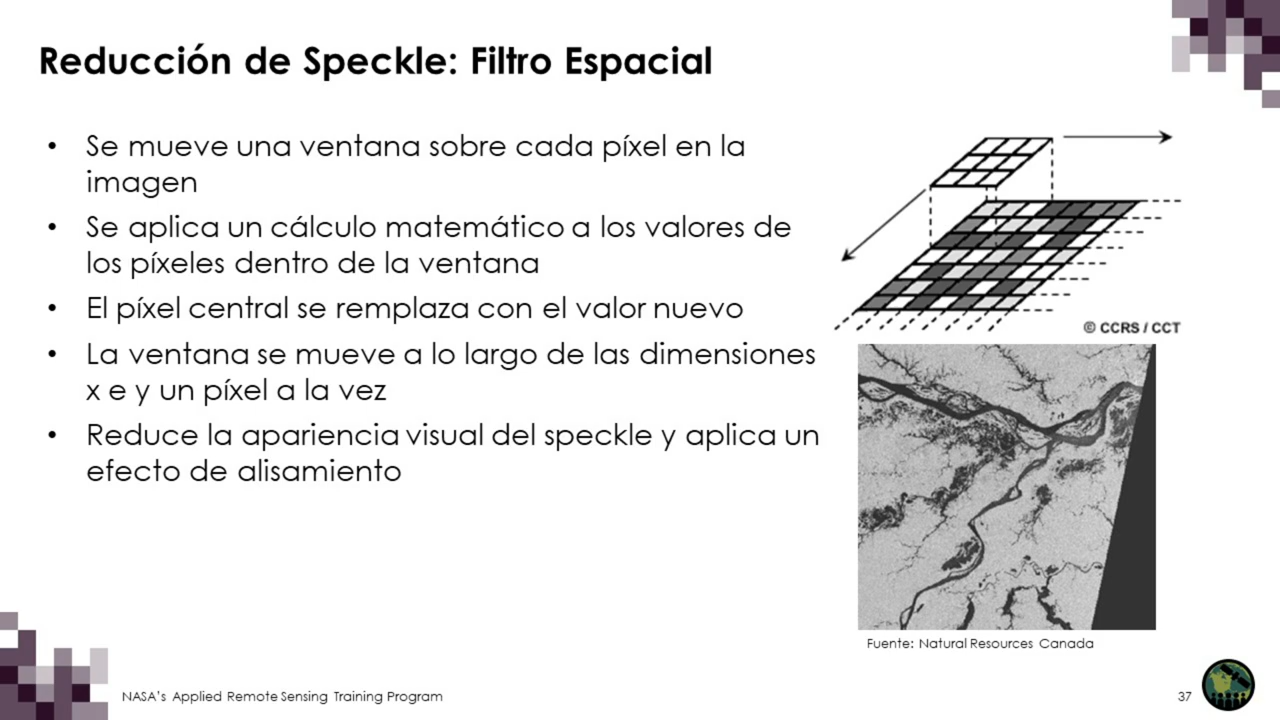 Reducción de Speckle: Filtro Espacial
• Se mueve una ventana sobre cada píxel en la
imagen
• Se aplica un cálculo matemático a los valores de
los píxeles dentro de la ventana
• El píxel central se remplaza con el valor nuevo
• La ventana se mueve a lo largo de las dimensiones
x e y un píxel a la vez
• Reduce la apariencia visual del speckle y aplica un
efecto de alisamiento
© CCRS / CCT
Fuente: Natural Resources Canada
NASA's Applied Remote Sensing Training Program
37